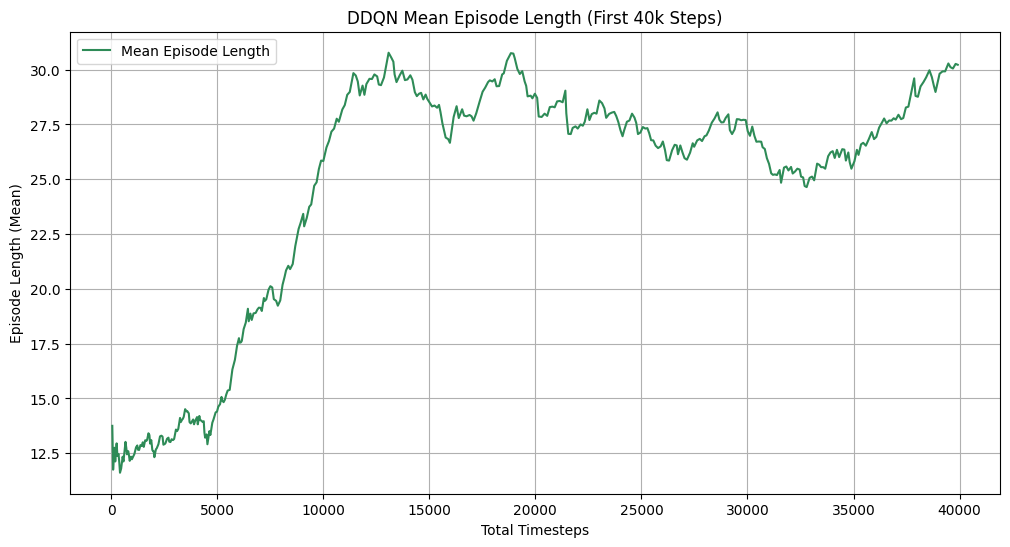 DDQN Mean Episode Length (First 40k Steps)
Mean Episode Length
Episode Length (Mean)
30.0
27.5
25.0
22.5
20.0
17.5
15.0
12.5
0 5000 10000 15000 20000 25000 30000 35000 40000
Total Timesteps